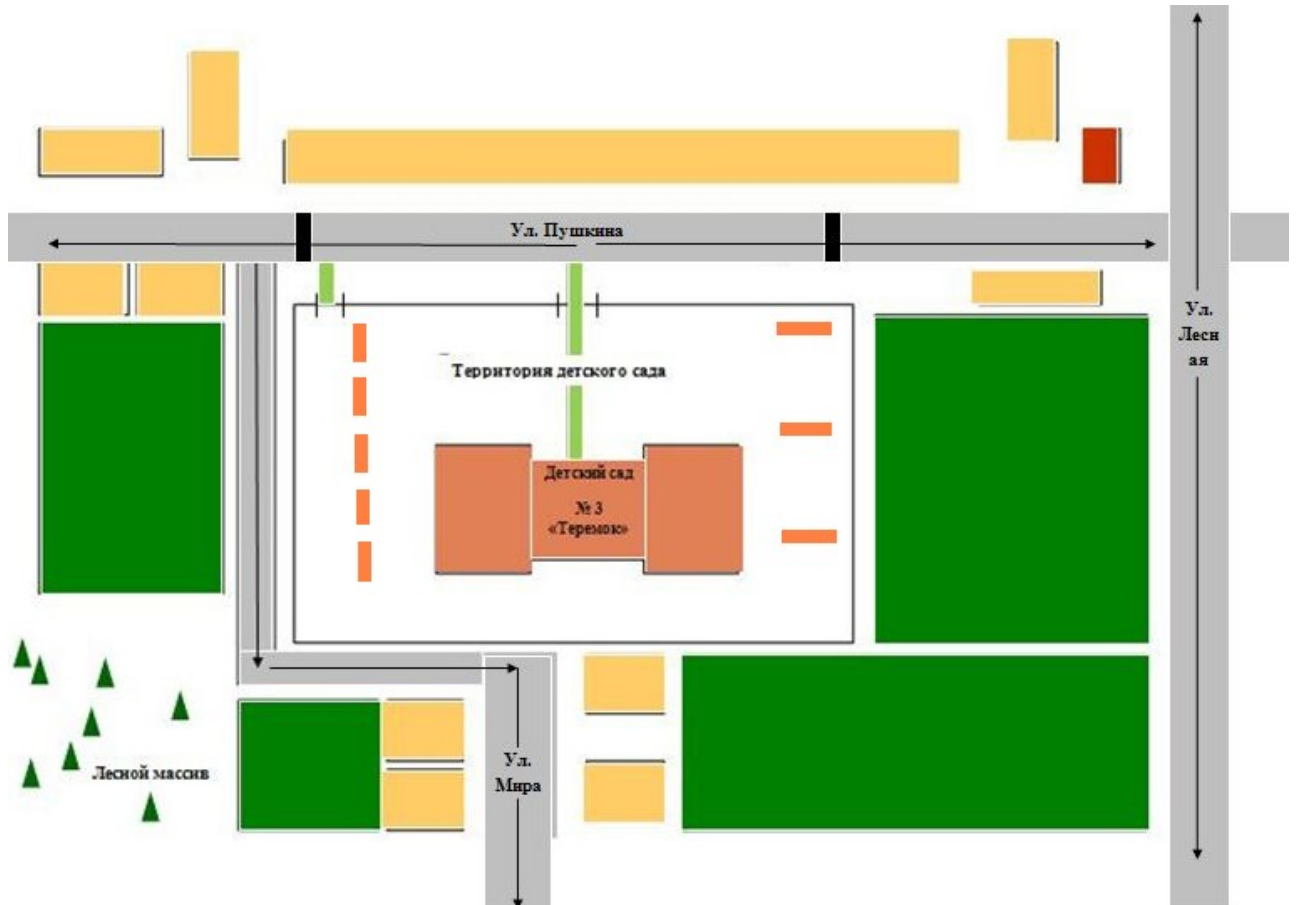 Ул. Пушкина
Ул.
Лесн
ая
Территория детского сада
Детский сад
№ 3
«Теремок»
Лесной массив
Ул.
Мира